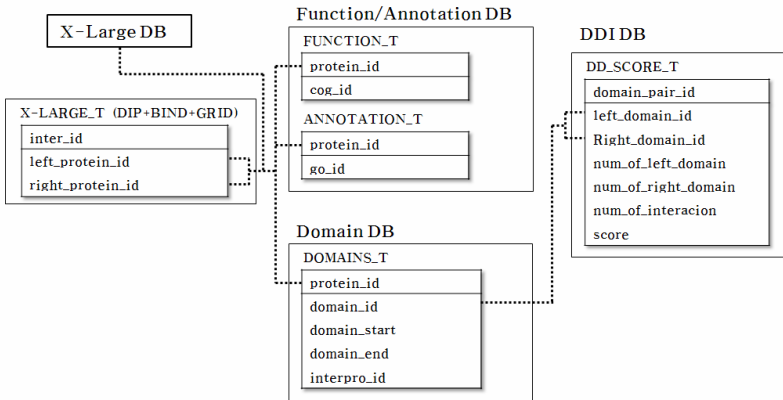 X-Large DB
X-LARGE_T (DIP+BIND+GRID)
inter_id
left_protein_id
right_protein_id
Function/Annotation DB
FUNCTION_T
protein_id
cog_id
ANNOTATION_T
protein_id
go_id
Domain DB
DOMAINS_T
protein_id
domain_id
domain_start
domain_end
interpro_id
DDI DB
DD_SCORE_T
domain_pair_id
left_domain_id
Right_domain_id
num_of_left_domain
num_of_right_domain
num_of_interacion
score